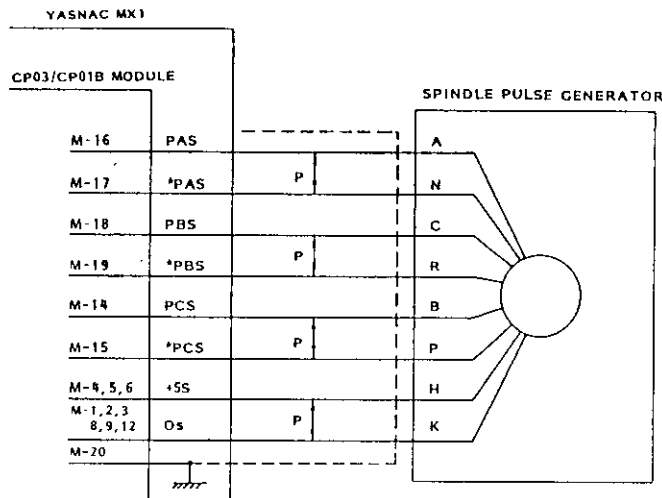 YASNAC MX1
CP03/CP01B MODULE
SPINDLE PULSE GENERATOR
M-16 PAS A
P
M-17 *PAS N
M-18 PBS C
P
M-19 *PBS R
M-14 PCS B
P
M-15 *PCS P
M-4, 5, 6 +5S H
M-1, 2, 3
8, 9, 12 Os P K
M-20